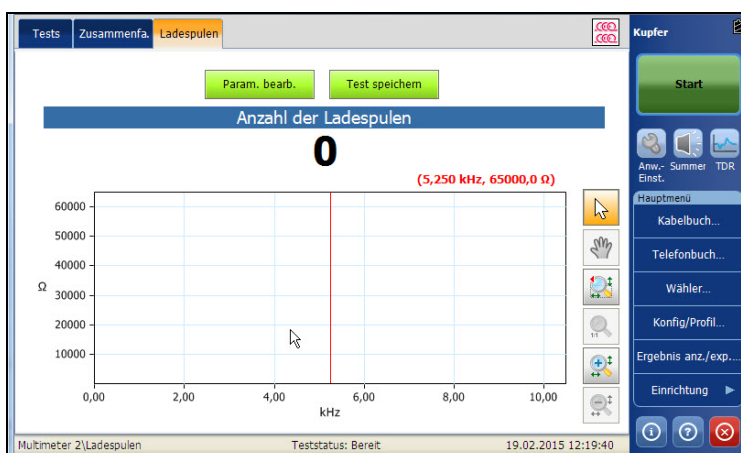 Tests Zusammenfa. Ladespulen
Param. bearb. Test speichern
Anzahl der Ladespulen
0
(5,250 kHz, 65000,0 Ω)
60000
50000
40000
Ω 30000
20000
10000
0,00 2,00 4,00 6,00 8,00 10,00
kHz
1:1
Multimeter 2\Ladespulen Teststatus: Bereit 19.02.2015 12:19:40
Kupfer
Start
Anw.-Einst. Summer TDR
Hauptmenü
Kabelbuch...
Telefonbuch...
Wähler...
Konfig/Profil...
Ergebnis anz./exp....
Einrichtung